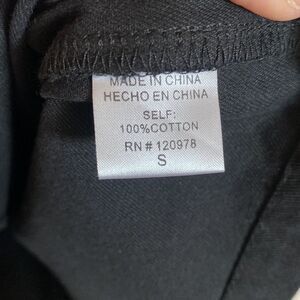 MADE IN CHINA
HECHO EN CHINA
SELF:
100%COTTON
RN # 120978
S